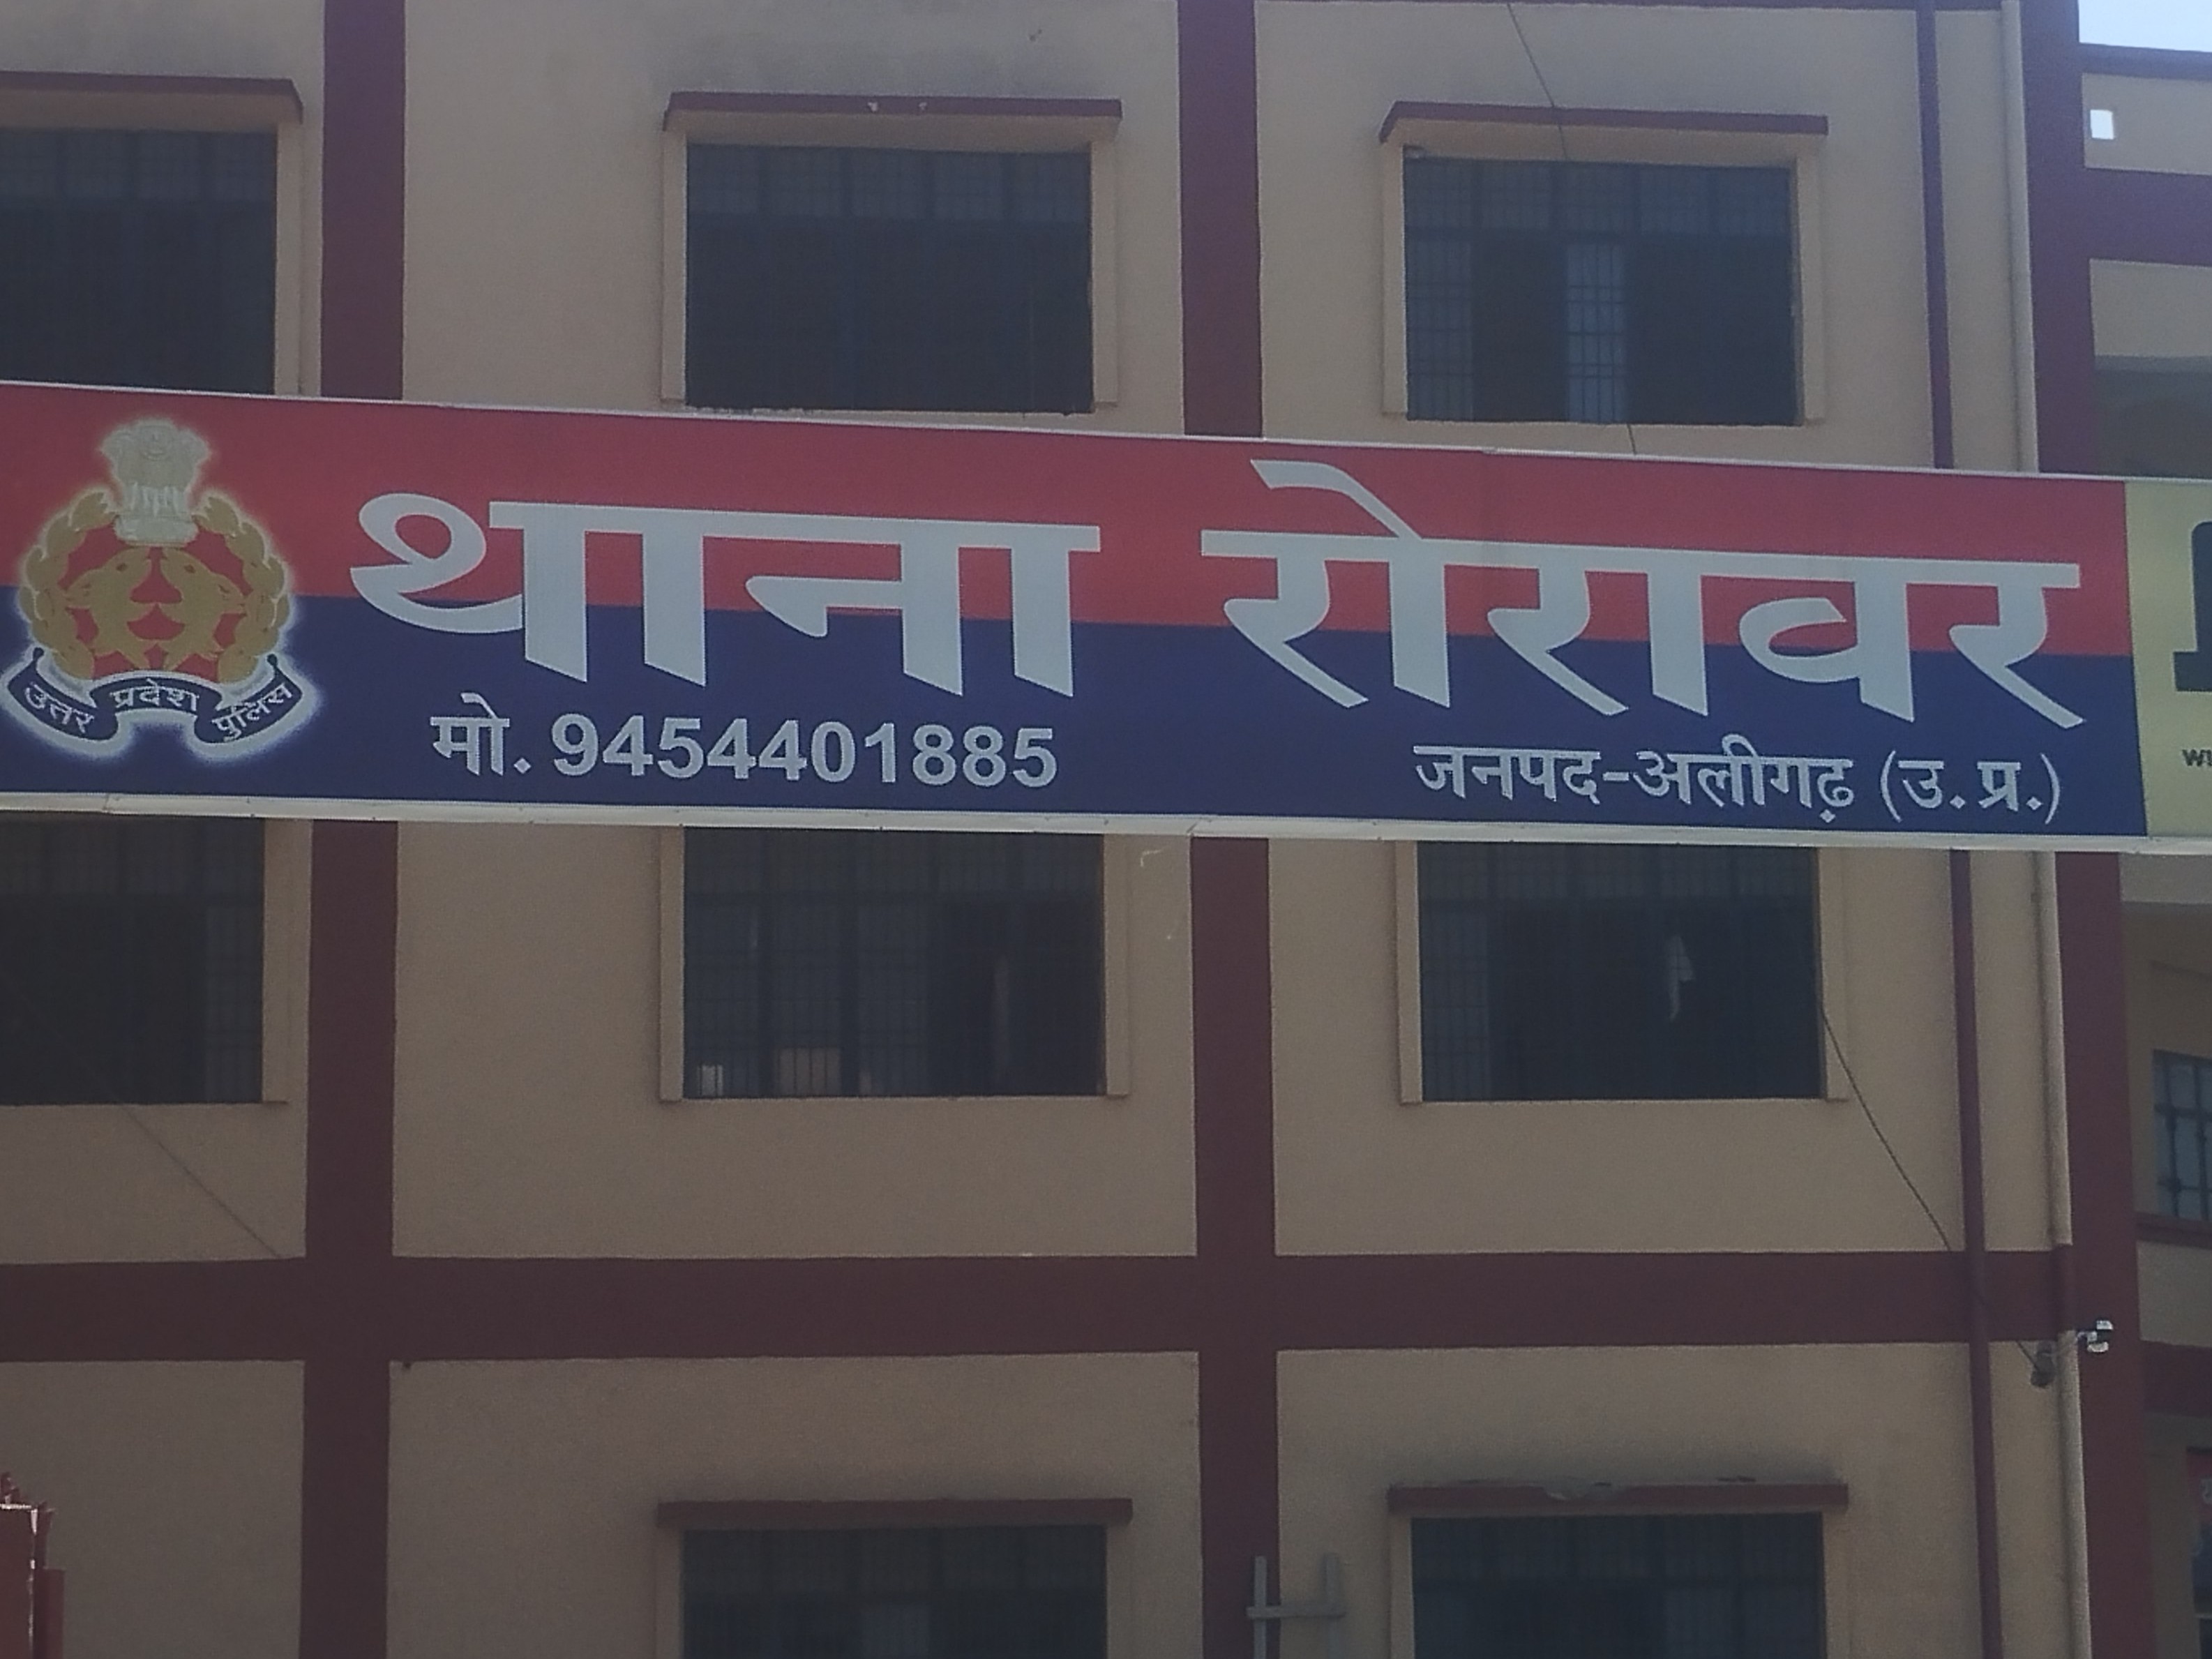 थाना रोरावर
मो. 9454401885
जनपद-अलीगढ़ (उ. प्र.)
उत्तर प्रदेश पुलिस